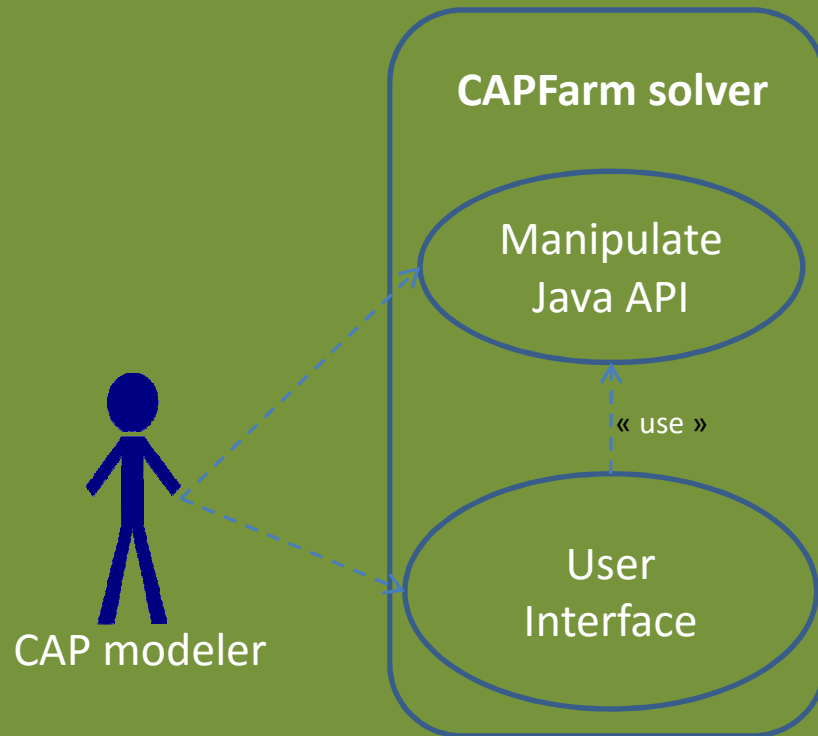 CAPFarm solver
Manipulate
Java API
« use »
User
Interface
CAP modeler